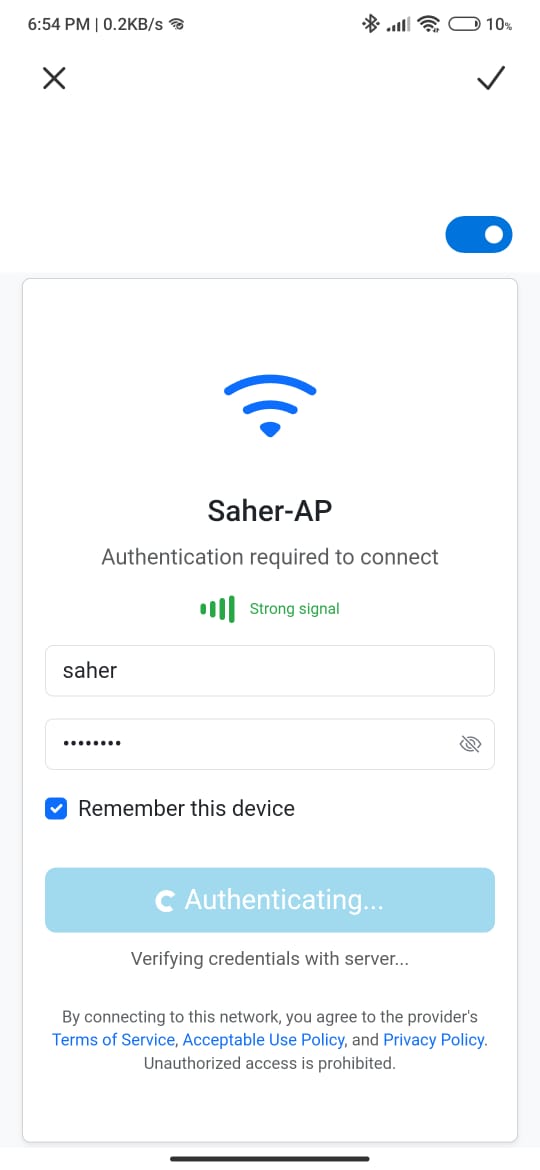 6:54 PM | 0.2KB/s
10%
Saher-AP
Authentication required to connect
Strong signal
saher
••••••••
Remember this device
Authenticating...
Verifying credentials with server...
By connecting to this network, you agree to the provider's
Terms of Service, Acceptable Use Policy, and Privacy Policy.
Unauthorized access is prohibited.